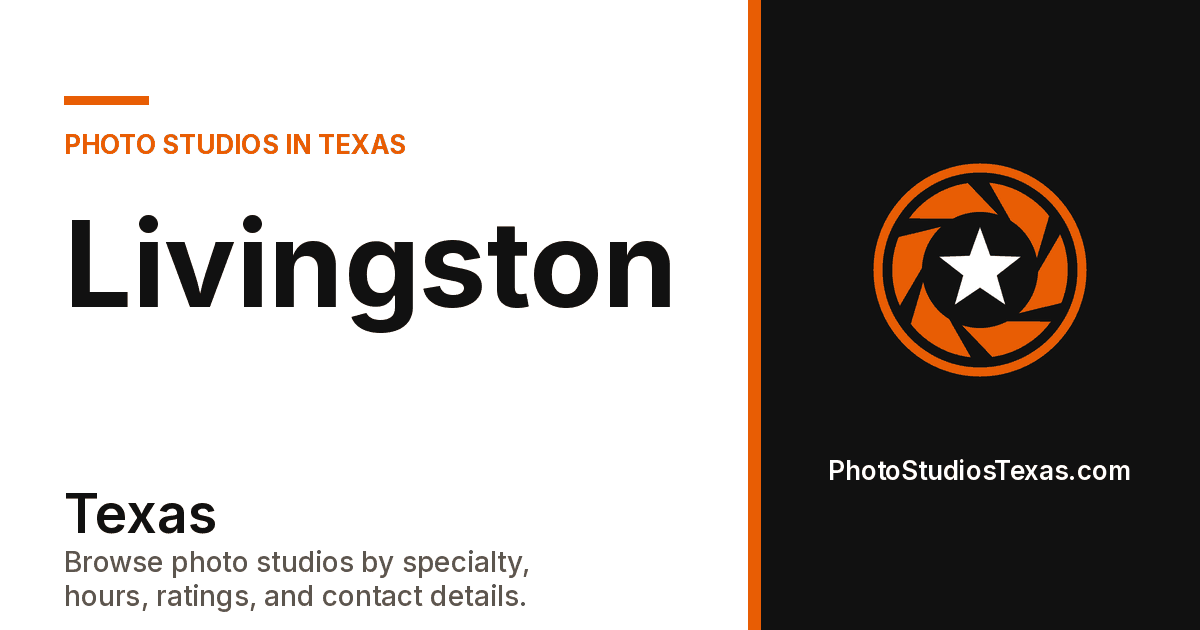 PHOTO STUDIOS IN TEXAS
Livingston
Texas
Browse photo studios by specialty,
hours, ratings, and contact details.
PhotoStudiosTexas.com